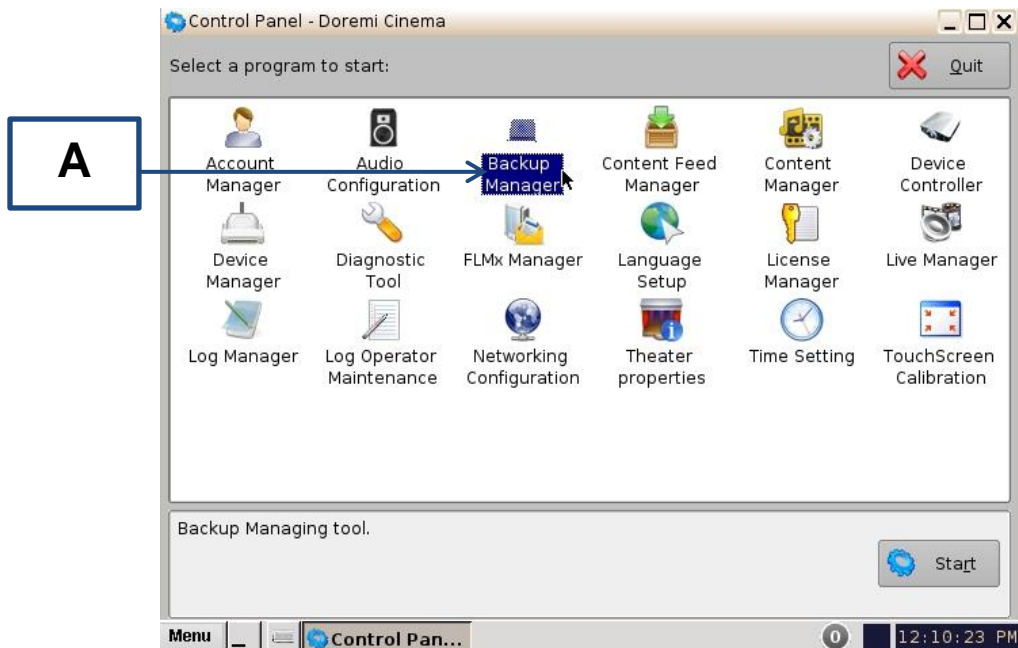 Control Panel - Doremi Cinema
Select a program to start:
Quit
A
Account Manager
Audio Configuration
Backup Manager
Content Feed Manager
Content Manager
Device Controller
Device Manager
Diagnostic Tool
FLMx Manager
Language Setup
License Manager
Live Manager
Log Manager
Log Operator Maintenance
Networking Configuration
Theater properties
Time Setting
TouchScreen Calibration
Backup Managing tool.
Start
Menu
_
Control Pan...
0
12:10:23 PM